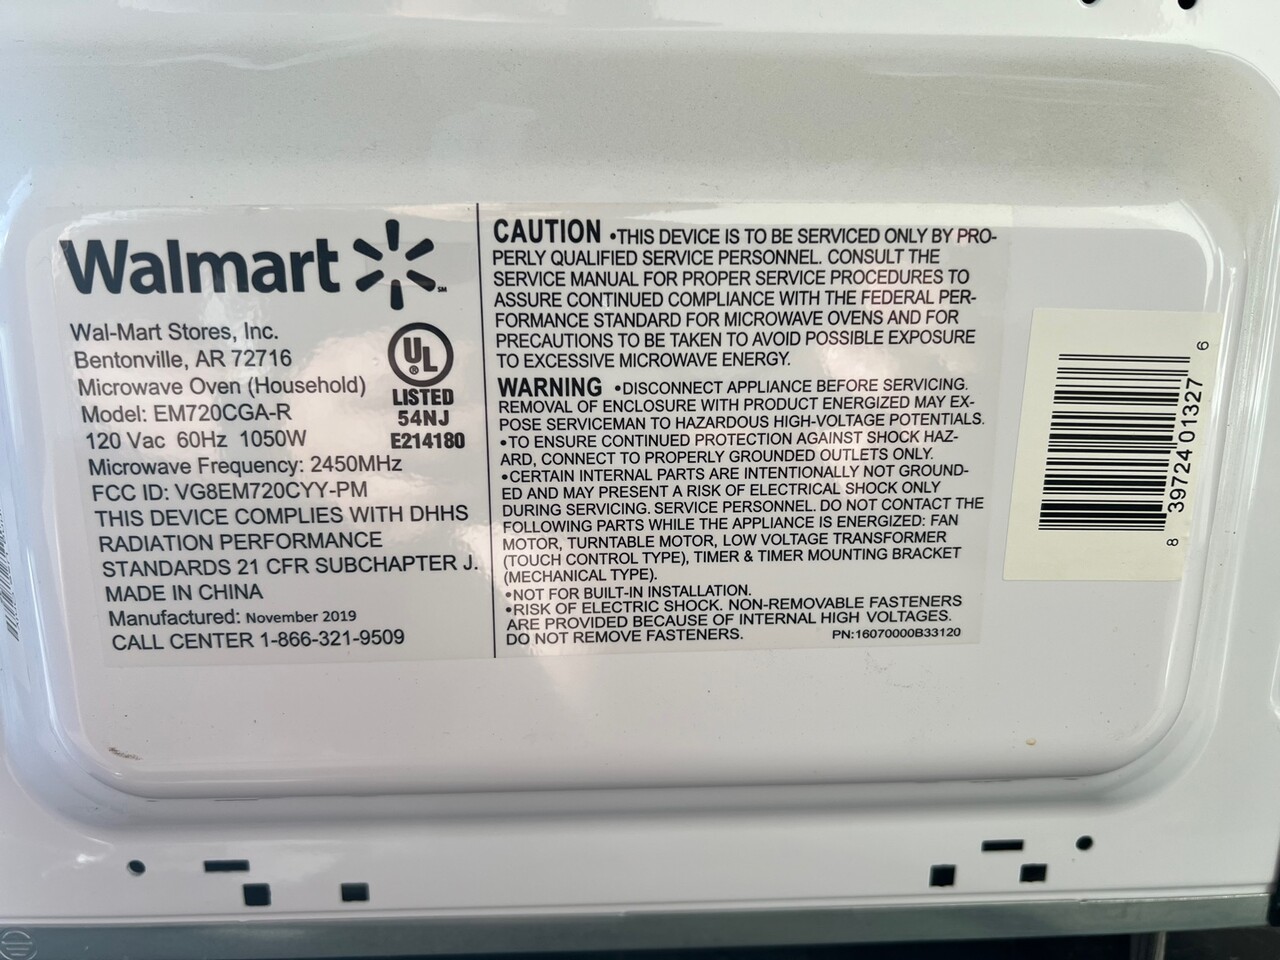 Walmart
SM
Wal-Mart Stores, Inc.
Bentonville, AR 72716
Microwave Oven (Household)
Model: EM720CGA-R
120 Vac 60Hz 1050W
Microwave Frequency: 2450MHz
FCC ID: VG8EM720CYY-PM
THIS DEVICE COMPLIES WITH DHHS
RADIATION PERFORMANCE
STANDARDS 21 CFR SUBCHAPTER J.
MADE IN CHINA
Manufactured: November 2019
CALL CENTER 1-866-321-9509
UL
®
LISTED
54NJ
E214180
CAUTION •THIS DEVICE IS TO BE SERVICED ONLY BY PRO-
PERLY QUALIFIED SERVICE PERSONNEL. CONSULT THE
SERVICE MANUAL FOR PROPER SERVICE PROCEDURES TO
ASSURE CONTINUED COMPLIANCE WITH THE FEDERAL PER-
FORMANCE STANDARD FOR MICROWAVE OVENS AND FOR
PRECAUTIONS TO BE TAKEN TO AVOID POSSIBLE EXPOSURE
TO EXCESSIVE MICROWAVE ENERGY.
WARNING •DISCONNECT APPLIANCE BEFORE SERVICING.
REMOVAL OF ENCLOSURE WITH PRODUCT ENERGIZED MAY EX-
POSE SERVICEMAN TO HAZARDOUS HIGH-VOLTAGE POTENTIALS.
•TO ENSURE CONTINUED PROTECTION AGAINST SHOCK HAZ-
ARD, CONNECT TO PROPERLY GROUNDED OUTLETS ONLY.
•CERTAIN INTERNAL PARTS ARE INTENTIONALLY NOT GROUND-
ED AND MAY PRESENT A RISK OF ELECTRICAL SHOCK ONLY
DURING SERVICING. SERVICE PERSONNEL. DO NOT CONTACT THE
FOLLOWING PARTS WHILE THE APPLIANCE IS ENERGIZED: FAN
MOTOR, TURNTABLE MOTOR, LOW VOLTAGE TRANSFORMER
(TOUCH CONTROL TYPE), TIMER & TIMER MOUNTING BRACKET
(MECHANICAL TYPE).
•NOT FOR BUILT-IN INSTALLATION.
•RISK OF ELECTRIC SHOCK. NON-REMOVABLE FASTENERS
ARE PROVIDED BECAUSE OF INTERNAL HIGH VOLTAGES.
DO NOT REMOVE FASTENERS.
PN:16070000B33120
8 39724 01327 6